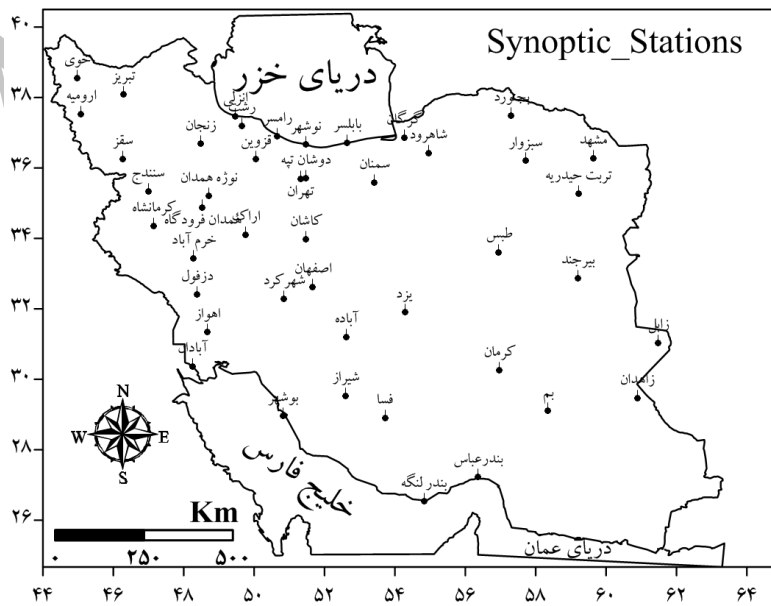 Synoptic_Stations
۴۰
۳۸
۳۶
۳۴
۳۲
۳۰
۲۸
۲۶
دریای خزر
خوی
تبریز
ارومیه
انزلی
رشت
رامسر
نوشهر
بابلسر
گرگان
بجنورد
زنجان
قزوین
شاهرود
سبزوار
مشهد
سقز
دوشان تپه
سمنان
تربت حیدریه
سنندج
نوژه همدان
تهران
کرمانشاه
همدان فرودگاه
اراک
کاشان
خرم آباد
طبس
بیرجند
دزفول
شهرکرد
اصفهان
یزد
اهواز
آباده
زابل
آبادان
کرمان
بوشهر
شیراز
فسا
بم
زاهدان
N
W
E
S
خلیج فارس
بندر لنگه
بندرعباس
دریای عمان
Km
۰
۲۵۰
۵۰۰
۴۴
۴۶
۴۸
۵۰
۵۲
۵۴
۵۶
۵۸
۶۰
۶۲
۶۴